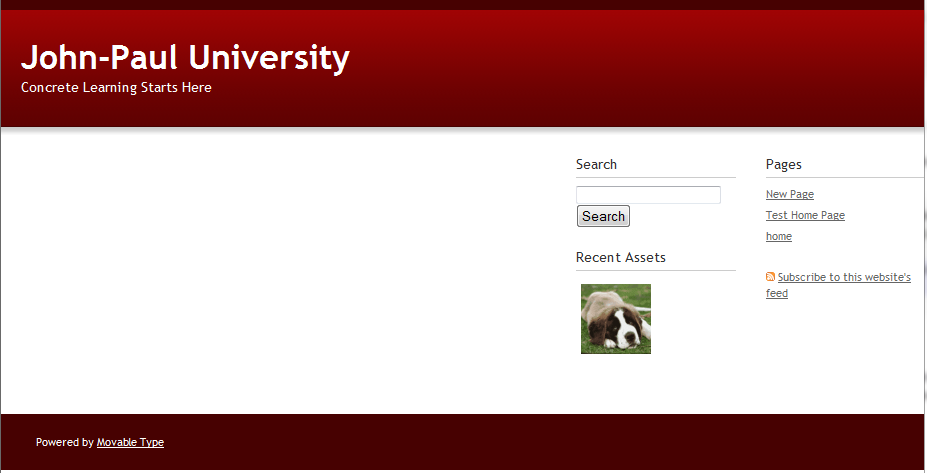 John-Paul University
Concrete Learning Starts Here
Search
Search
Recent Assets
Pages
New Page
Test Home Page
home
Subscribe to this website's
feed
Powered by Movable Type